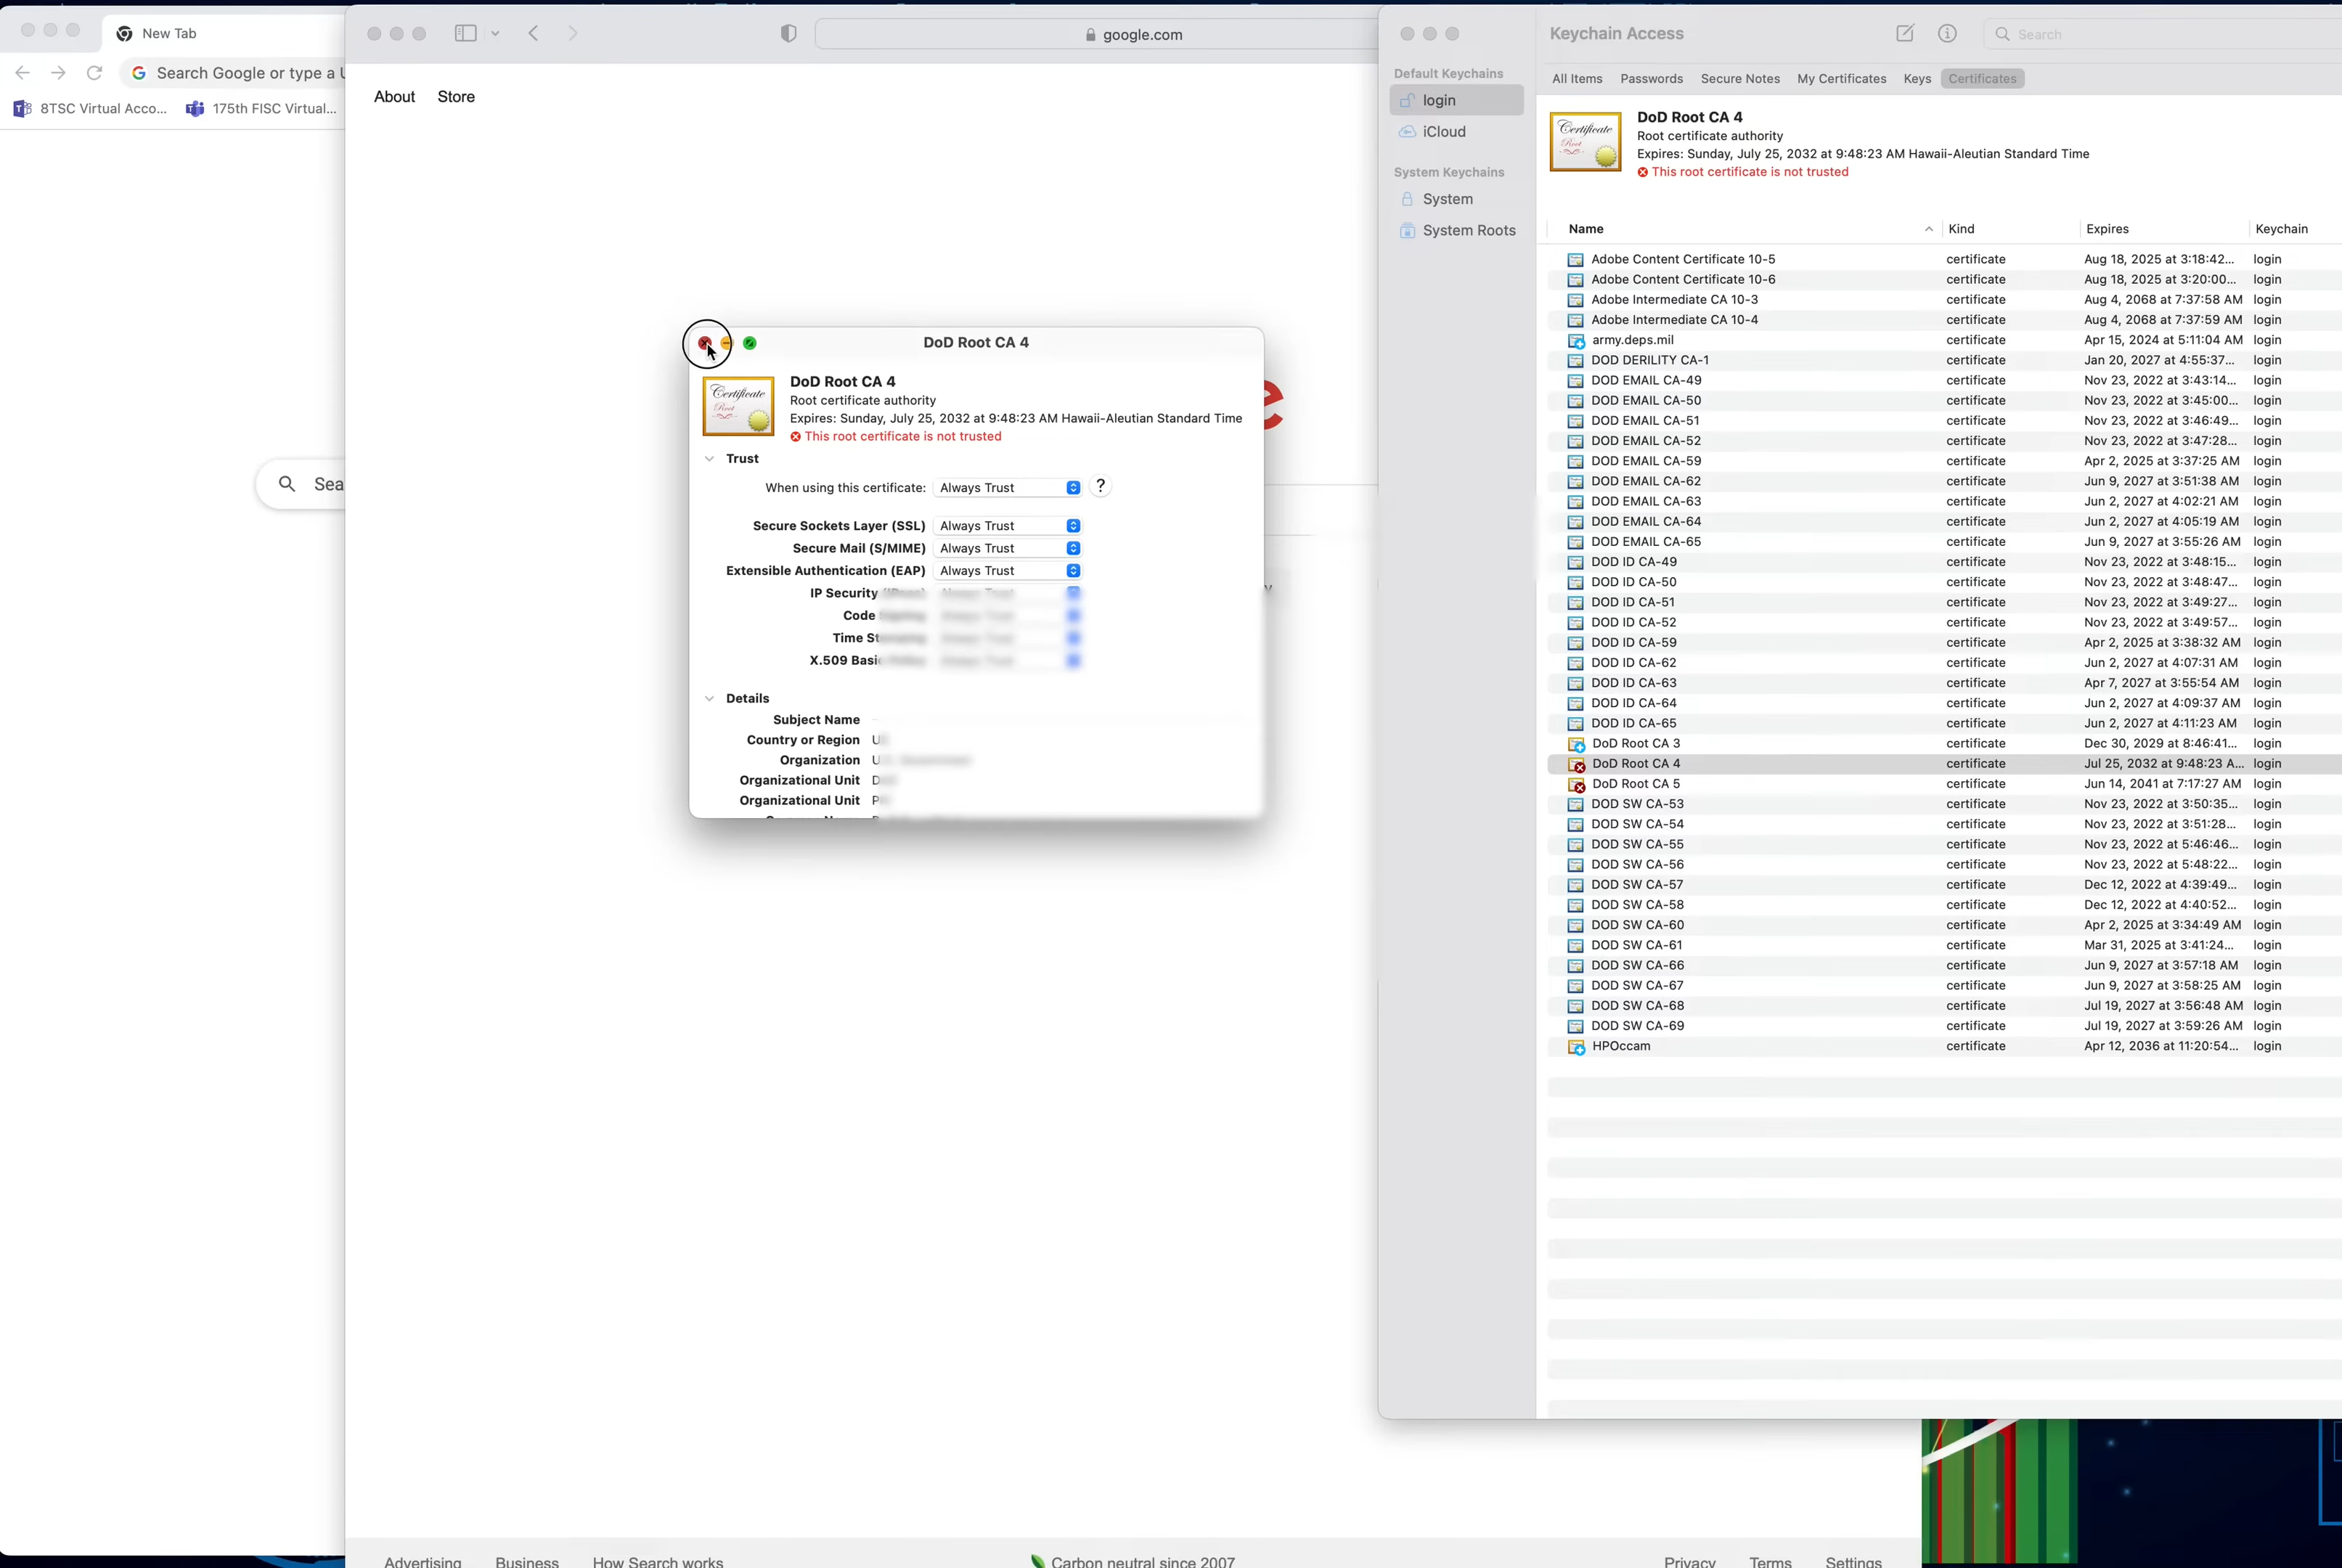 New Tab
Search Google or type a
8TSC Virtual Acco...
175th FISC Virtual...
Sea
google.com
About
Store
DoD Root CA 4
DoD Root CA 4
Root certificate authority
Expires: Sunday, July 25, 2032 at 9:48:23 AM Hawaii-Aleutian Standard Time
This root certificate is not trusted
Trust
When using this certificate: Always Trust ?
Secure Sockets Layer (SSL) Always Trust
Secure Mail (S/MIME) Always Trust
Extensible Authentication (EAP) Always Trust
IP Security
Code
Time
X.509
Details
Subject Name
Country or Region
Organization
Organizational Unit
Organizational Unit
Keychain Access
Search
Default Keychains
login
iCloud
System Keychains
System
System Roots
All Items Passwords Secure Notes My Certificates Keys Certificates
Certificate
DoD Root CA 4
Root certificate authority
Expires: Sunday, July 25, 2032 at 9:48:23 AM Hawaii-Aleutian Standard Time
This root certificate is not trusted
Name Kind Expires Keychain
Adobe Content Certificate 10-5 certificate Aug 18, 2025 at 3:18:42... login
Adobe Content Certificate 10-6 certificate Aug 18, 2025 at 3:20:00... login
Adobe Intermediate CA 10-3 certificate Aug 4, 2068 at 7:37:58 AM login
Adobe Intermediate CA 10-4 certificate Aug 4, 2068 at 7:37:59 AM login
army.deps.mil certificate Apr 15, 2024 at 5:11:04 AM login
DOD DERILITY CA-1 certificate Jan 20, 2027 at 4:55:37... login
DOD EMAIL CA-49 certificate Nov 23, 2022 at 3:43:14... login
DOD EMAIL CA-50 certificate Nov 23, 2022 at 3:45:00... login
DOD EMAIL CA-51 certificate Nov 23, 2022 at 3:46:49... login
DOD EMAIL CA-52 certificate Nov 23, 2022 at 3:47:28... login
DOD EMAIL CA-59 certificate Apr 2, 2025 at 3:37:25 AM login
DOD EMAIL CA-62 certificate Jun 9, 2027 at 3:51:38 AM login
DOD EMAIL CA-63 certificate Jun 2, 2027 at 4:02:21 AM login
DOD EMAIL CA-64 certificate Jun 2, 2027 at 4:05:19 AM login
DOD EMAIL CA-65 certificate Jun 9, 2027 at 3:55:26 AM login
DOD ID CA-49 certificate Nov 23, 2022 at 3:48:15... login
DOD ID CA-50 certificate Nov 23, 2022 at 3:48:47... login
DOD ID CA-51 certificate Nov 23, 2022 at 3:49:27... login
DOD ID CA-52 certificate Nov 23, 2022 at 3:49:57... login
DOD ID CA-59 certificate Apr 2, 2025 at 3:38:32 AM login
DOD ID CA-62 certificate Jun 2, 2027 at 4:07:31 AM login
DOD ID CA-63 certificate Apr 7, 2027 at 3:55:54 AM login
DOD ID CA-64 certificate Jun 2, 2027 at 4:09:37 AM login
DOD ID CA-65 certificate Jun 2, 2027 at 4:11:23 AM login
DoD Root CA 3 certificate Dec 30, 2029 at 8:46:41... login
DoD Root CA 4 certificate Jul 25, 2032 at 9:48:23 A... login
DoD Root CA 5 certificate Jun 14, 2041 at 7:17:27 AM login
DOD SW CA-53 certificate Nov 23, 2022 at 3:50:35... login
DOD SW CA-54 certificate Nov 23, 2022 at 3:51:28... login
DOD SW CA-55 certificate Nov 23, 2022 at 5:46:46... login
DOD SW CA-56 certificate Nov 23, 2022 at 5:48:22... login
DOD SW CA-57 certificate Dec 12, 2022 at 4:39:49... login
DOD SW CA-58 certificate Dec 12, 2022 at 4:40:52... login
DOD SW CA-60 certificate Apr 2, 2025 at 3:34:49 AM login
DOD SW CA-61 certificate Mar 31, 2025 at 3:41:24... login
DOD SW CA-66 certificate Jun 9, 2027 at 3:57:18 AM login
DOD SW CA-67 certificate Jun 9, 2027 at 3:58:25 AM login
DOD SW CA-68 certificate Jul 19, 2027 at 3:56:48 AM login
DOD SW CA-69 certificate Jul 19, 2027 at 3:59:26 AM login
HPOccam certificate Apr 12, 2036 at 11:20:54... login
Advertising Business How Search works
Carbon neutral since 2007
Privacy Terms Settings